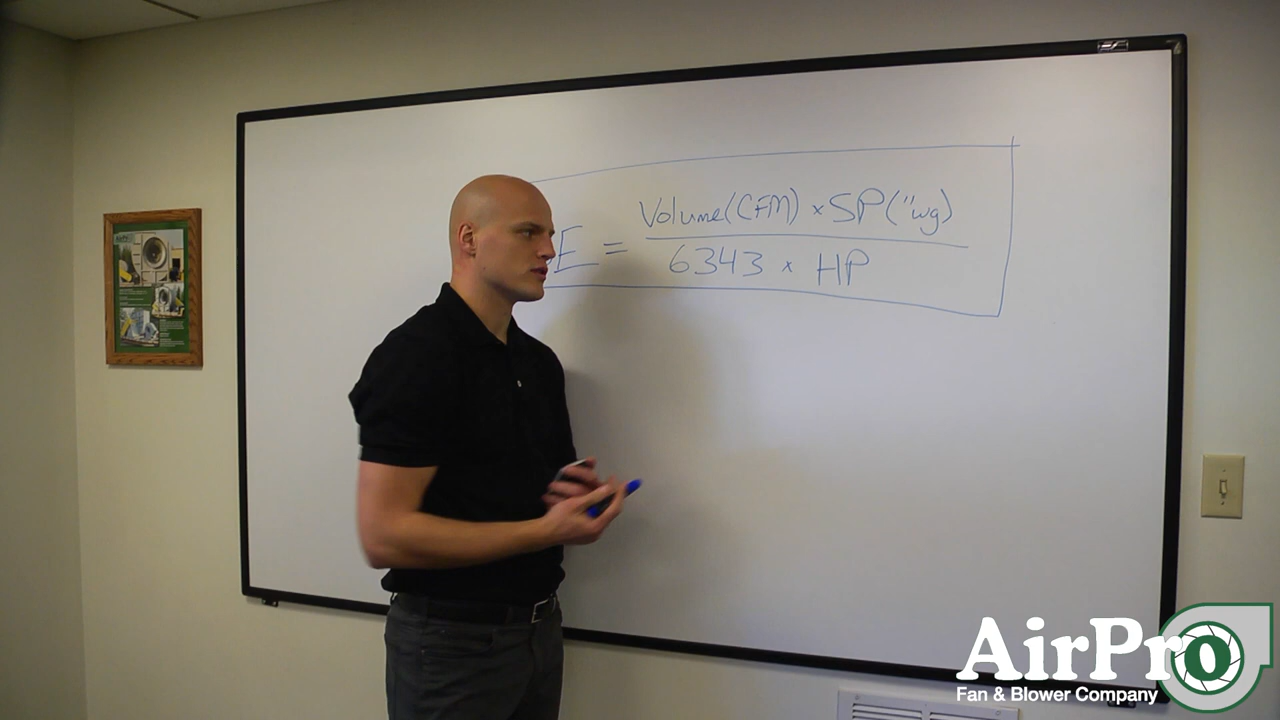 Volume(CFM) × SP("wg)
E =
6343 × HP
AirPro
Fan & Blower Company